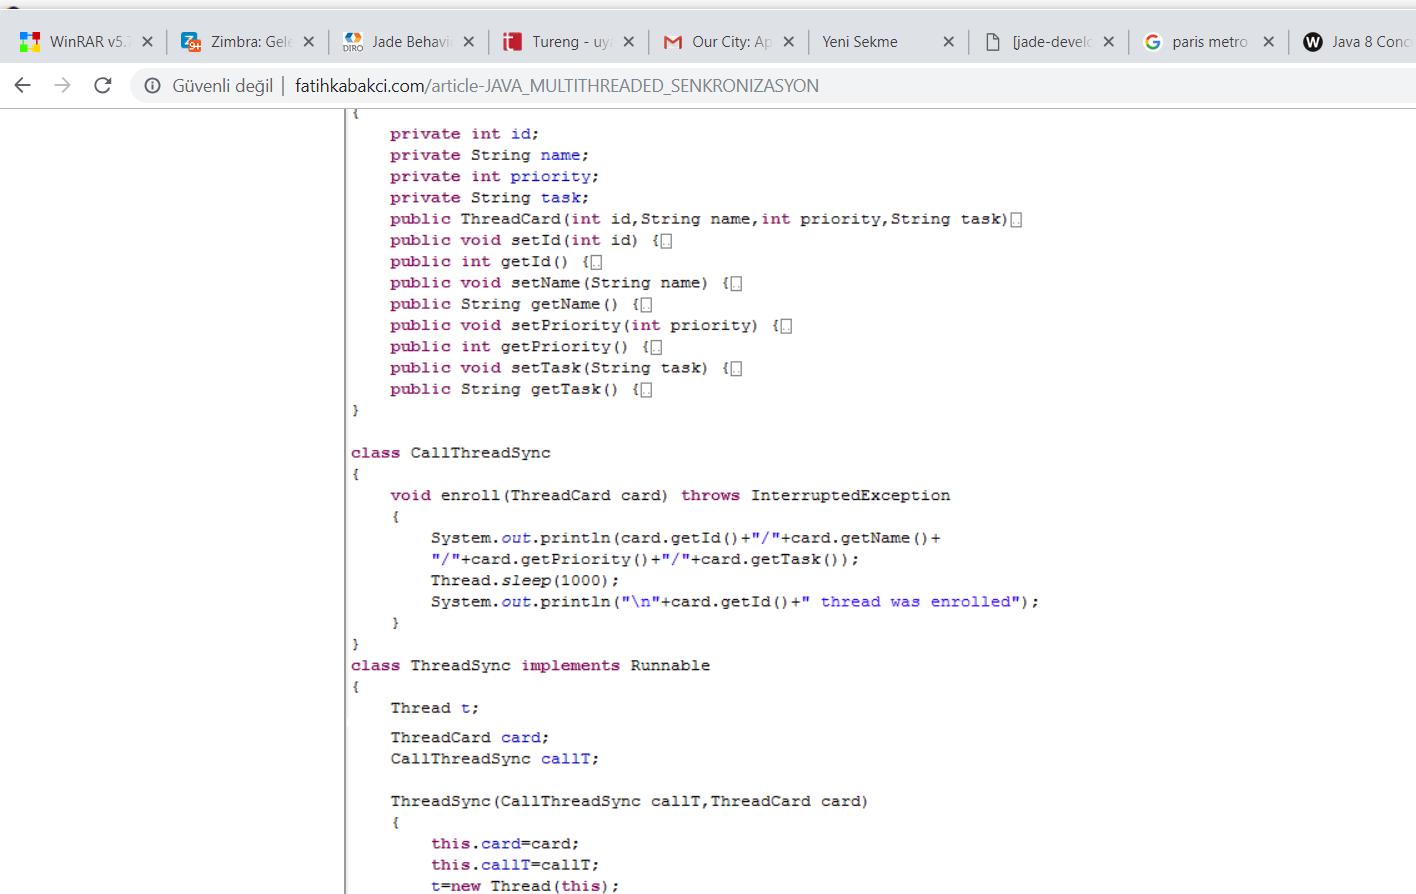 WinRAR v5.7
Zimbra: Gele
Jade Behavi
Tureng - uya
Our City: Ap
Yeni Sekme
[jade-develo
paris metro
Java 8 Conc
Güvenli değil | fatihkabakci.com/article-JAVA_MULTITHREADED_SENKRONIZASYON
{
private int id;
private String name;
private int priority;
private String task;
public ThreadCard(int id,String name,int priority,String task)
public void setId(int id) {
public int getId() {
public void setName(String name) {
public String getName() {
public void setPriority(int priority) {
public int getPriority() {
public void setTask(String task) {
public String getTask() {
}
class CallThreadSync
{
void enroll(ThreadCard card) throws InterruptedException
{
System.out.println(card.getId()+"/"+card.getName()+
"/"+card.getPriority()+"/"+card.getTask());
Thread.sleep(1000);
System.out.println("\n"+card.getId()+" thread was enrolled");
}
}
class ThreadSync implements Runnable
{
Thread t;
ThreadCard card;
CallThreadSync callT;
ThreadSync(CallThreadSync callT,ThreadCard card)
{
this.card=card;
this.callT=callT;
t=new Thread(this);